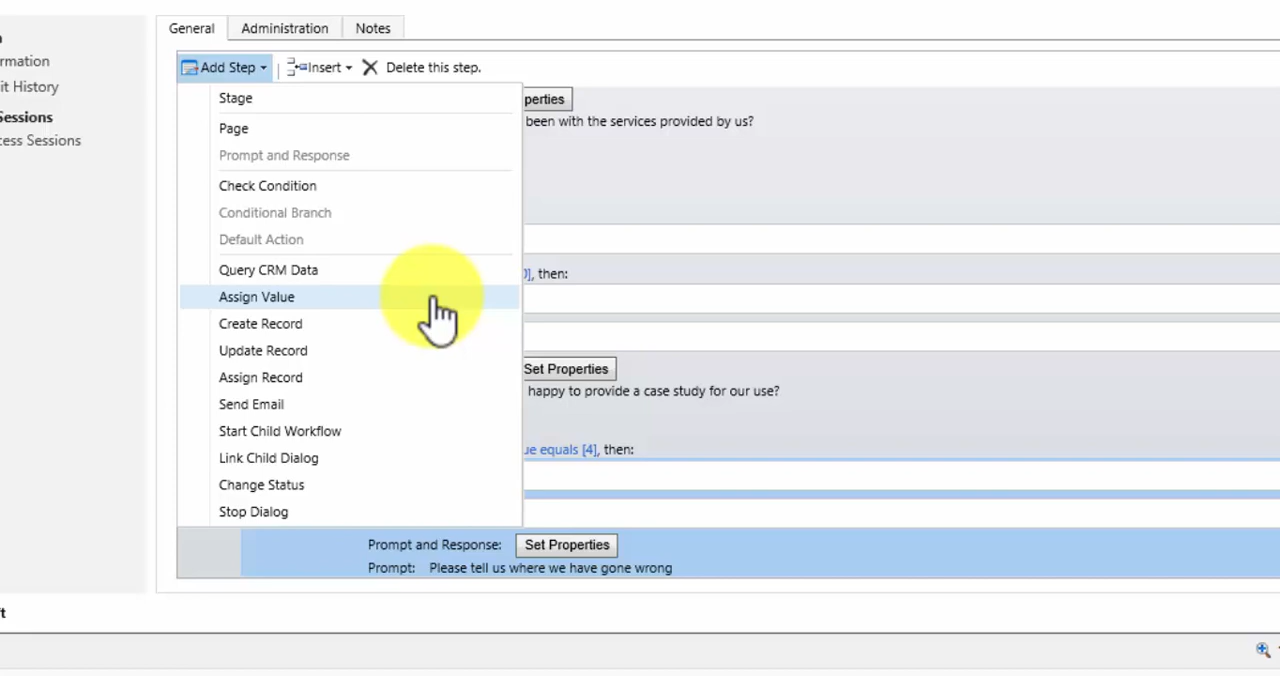 General Administration Notes
rmation
it History
Sessions
cess Sessions
Add Step Insert Delete this step.
Stage
Page
Prompt and Response
Check Condition
Conditional Branch
Default Action
Query CRM Data
Assign Value
Create Record
Update Record
Assign Record
Send Email
Start Child Workflow
Link Child Dialog
Change Status
Stop Dialog
perties
been with the services provided by us?
], then:
Set Properties
happy to provide a case study for our use?
ue equals [4], then:
Prompt and Response: Set Properties
Prompt: Please tell us where we have gone wrong